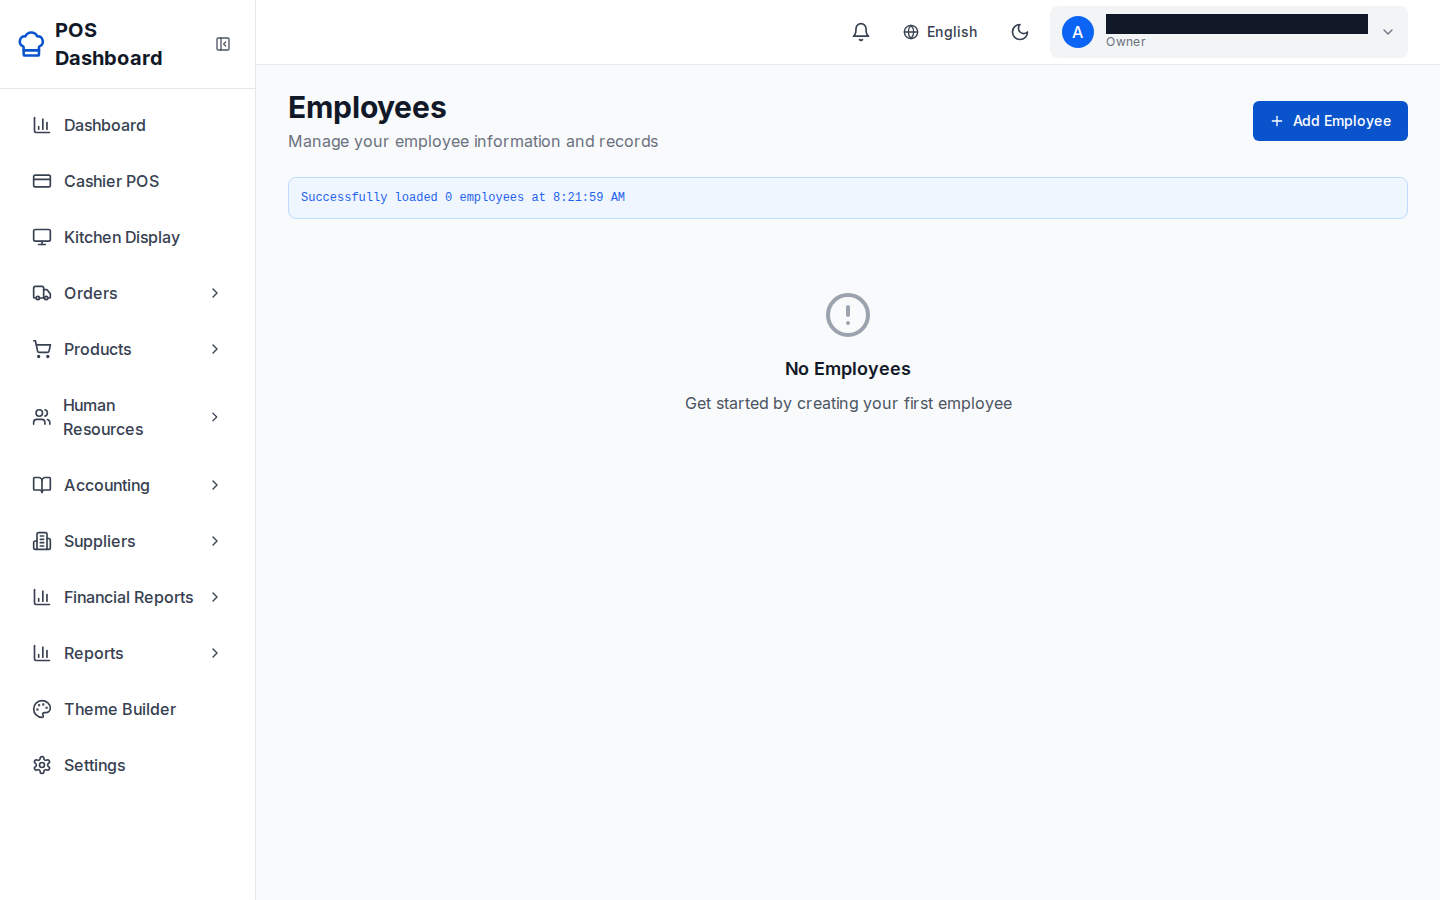 POS
Dashboard
English
A
Owner
Dashboard
Cashier POS
Kitchen Display
Orders
Products
Human
Resources
Accounting
Suppliers
Financial Reports
Reports
Theme Builder
Settings
Employees
Manage your employee information and records
Add Employee
Successfully loaded 0 employees at 8:21:59 AM
No Employees
Get started by creating your first employee